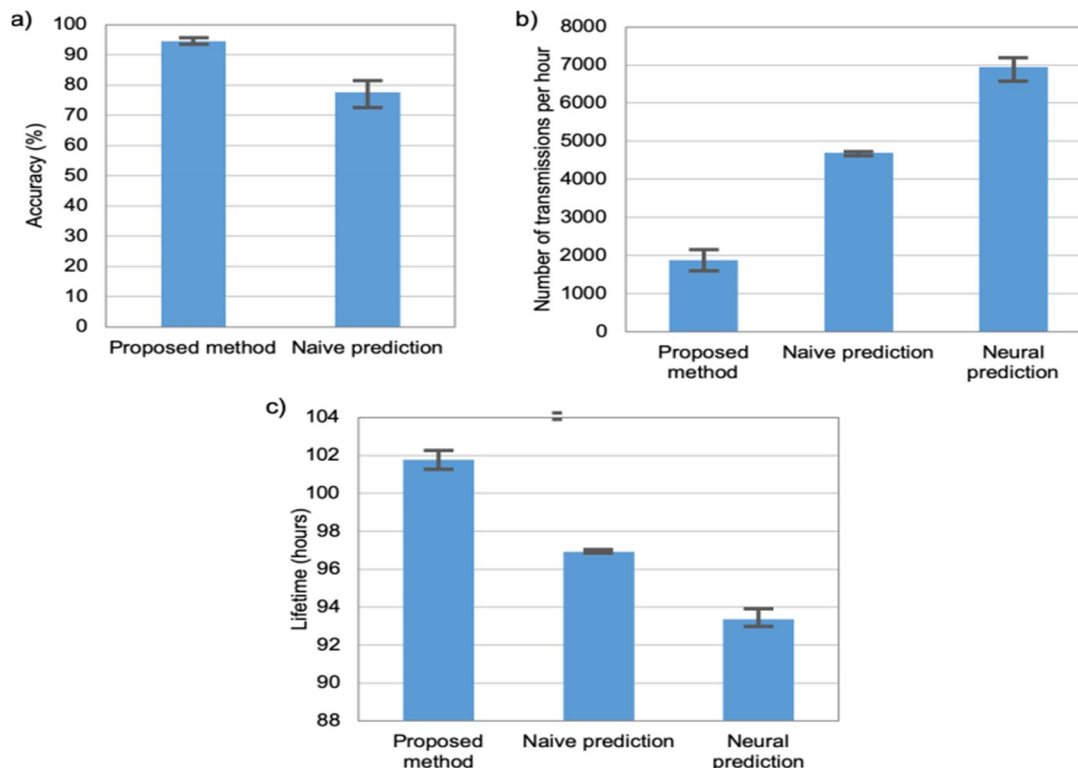 a)
100
90
80
70
60
50
40
30
20
10
0
Accuracy (%)
Proposed method
Naive prediction
b)
8000
7000
6000
5000
4000
3000
2000
1000
0
Number of transmissions per hour
Proposed
method
Naive prediction
Neural
prediction
c)
104
102
100
98
96
94
92
90
88
Lifetime (hours)
Proposed
method
Naive prediction
Neural
prediction